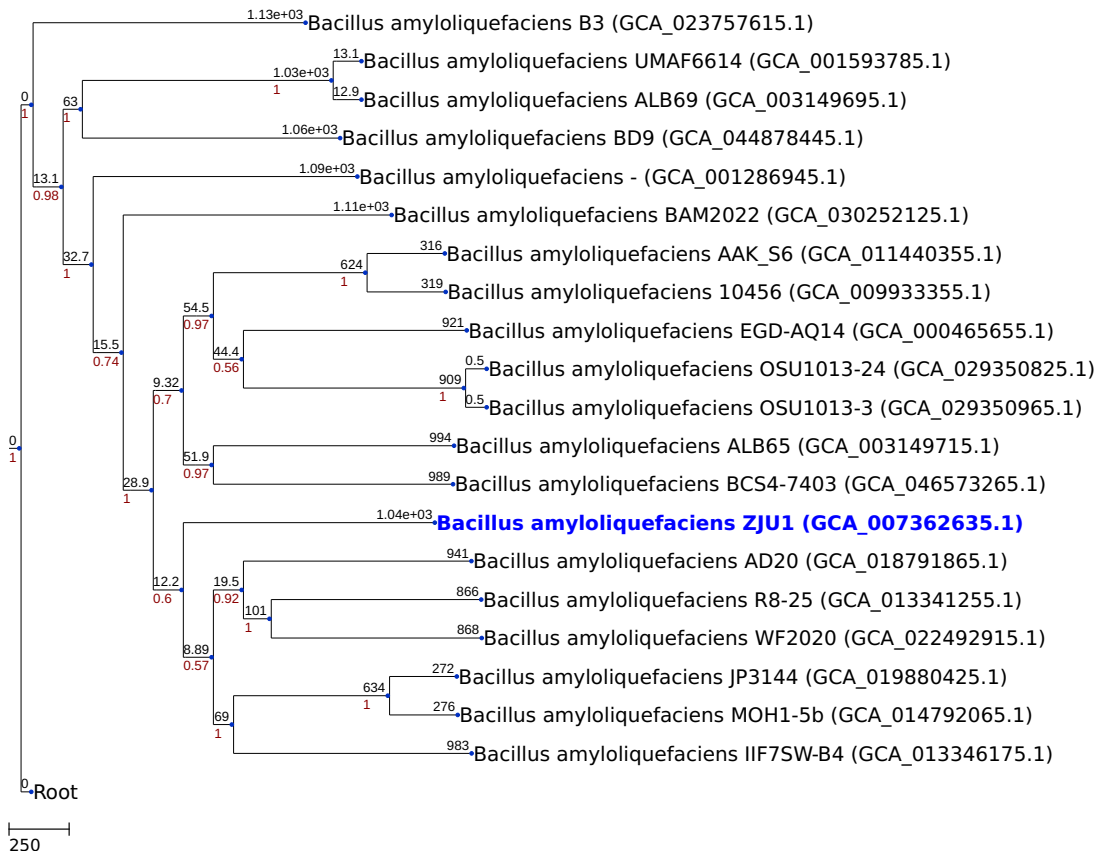 1.13e+03
Bacillus amyloliquefaciens B3 (GCA_023757615.1)
13.1
Bacillus amyloliquefaciens UMAF6614 (GCA_001593785.1)
1.03e+03
1
12.9
Bacillus amyloliquefaciens ALB69 (GCA_003149695.1)
0
1
63
1
1.06e+03
Bacillus amyloliquefaciens BD9 (GCA_044878445.1)
1.09e+03
Bacillus amyloliquefaciens - (GCA_001286945.1)
13.1
0.98
1.11e+03
Bacillus amyloliquefaciens BAM2022 (GCA_030252125.1)
316
Bacillus amyloliquefaciens AAK_S6 (GCA_011440355.1)
32.7
1
624
1
319
Bacillus amyloliquefaciens 10456 (GCA_009933355.1)
54.5
0.97
921
Bacillus amyloliquefaciens EGD-AQ14 (GCA_000465655.1)
15.5
0.74
44.4
0.56
0.5
Bacillus amyloliquefaciens OSU1013-24 (GCA_029350825.1)
9.32
0.7
909
1
0.5
Bacillus amyloliquefaciens OSU1013-3 (GCA_029350965.1)
0
1
994
Bacillus amyloliquefaciens ALB65 (GCA_003149715.1)
51.9
0.97
989
Bacillus amyloliquefaciens BCS4-7403 (GCA_046573265.1)
28.9
1
1.04e+03
Bacillus amyloliquefaciens ZJU1 (GCA_007362635.1)
941
Bacillus amyloliquefaciens AD20 (GCA_018791865.1)
12.2
0.6
19.5
0.92
866
Bacillus amyloliquefaciens R8-25 (GCA_013341255.1)
101
1
868
Bacillus amyloliquefaciens WF2020 (GCA_022492915.1)
8.89
0.57
272
Bacillus amyloliquefaciens JP3144 (GCA_019880425.1)
634
1
276
Bacillus amyloliquefaciens MOH1-5b (GCA_014792065.1)
69
1
983
Bacillus amyloliquefaciens IIF7SW-B4 (GCA_013346175.1)
0
Root
250